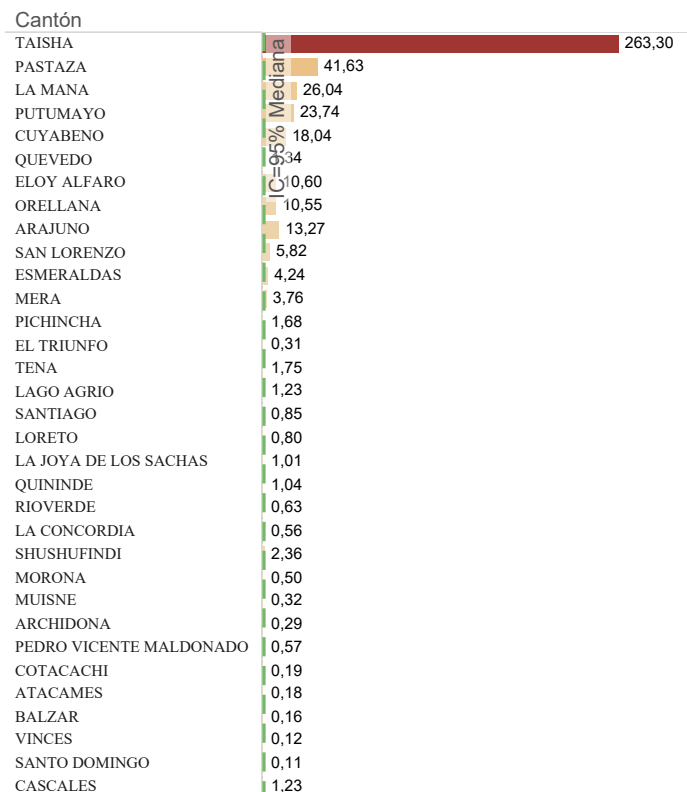 Cantón
TAISHA 263,30
PASTAZA 41,63
LA MANA 26,04
PUTUMAYO 23,74
CUYABENO 18,04
QUEVEDO 34
ELOY ALFARO 10,60
ORELLANA 10,55
ARAJUNO 13,27
SAN LORENZO 5,82
ESMERALDAS 4,24
MERA 3,76
PICHINCHA 1,68
EL TRIUNFO 0,31
TENA 1,75
LAGO AGRIO 1,23
SANTIAGO 0,85
LORETO 0,80
LA JOYA DE LOS SACHAS 1,01
QUININDE 1,04
RIOVERDE 0,63
LA CONCORDIA 0,56
SHUSHUFINDI 2,36
MORONA 0,50
MUISNE 0,32
ARCHIDONA 0,29
PEDRO VICENTE MALDONADO 0,57
COTACACHI 0,19
ATACAMES 0,18
BALZAR 0,16
VINCES 0,12
SANTO DOMINGO 0,11
CASCALES 1,23
IC=95% Mediana